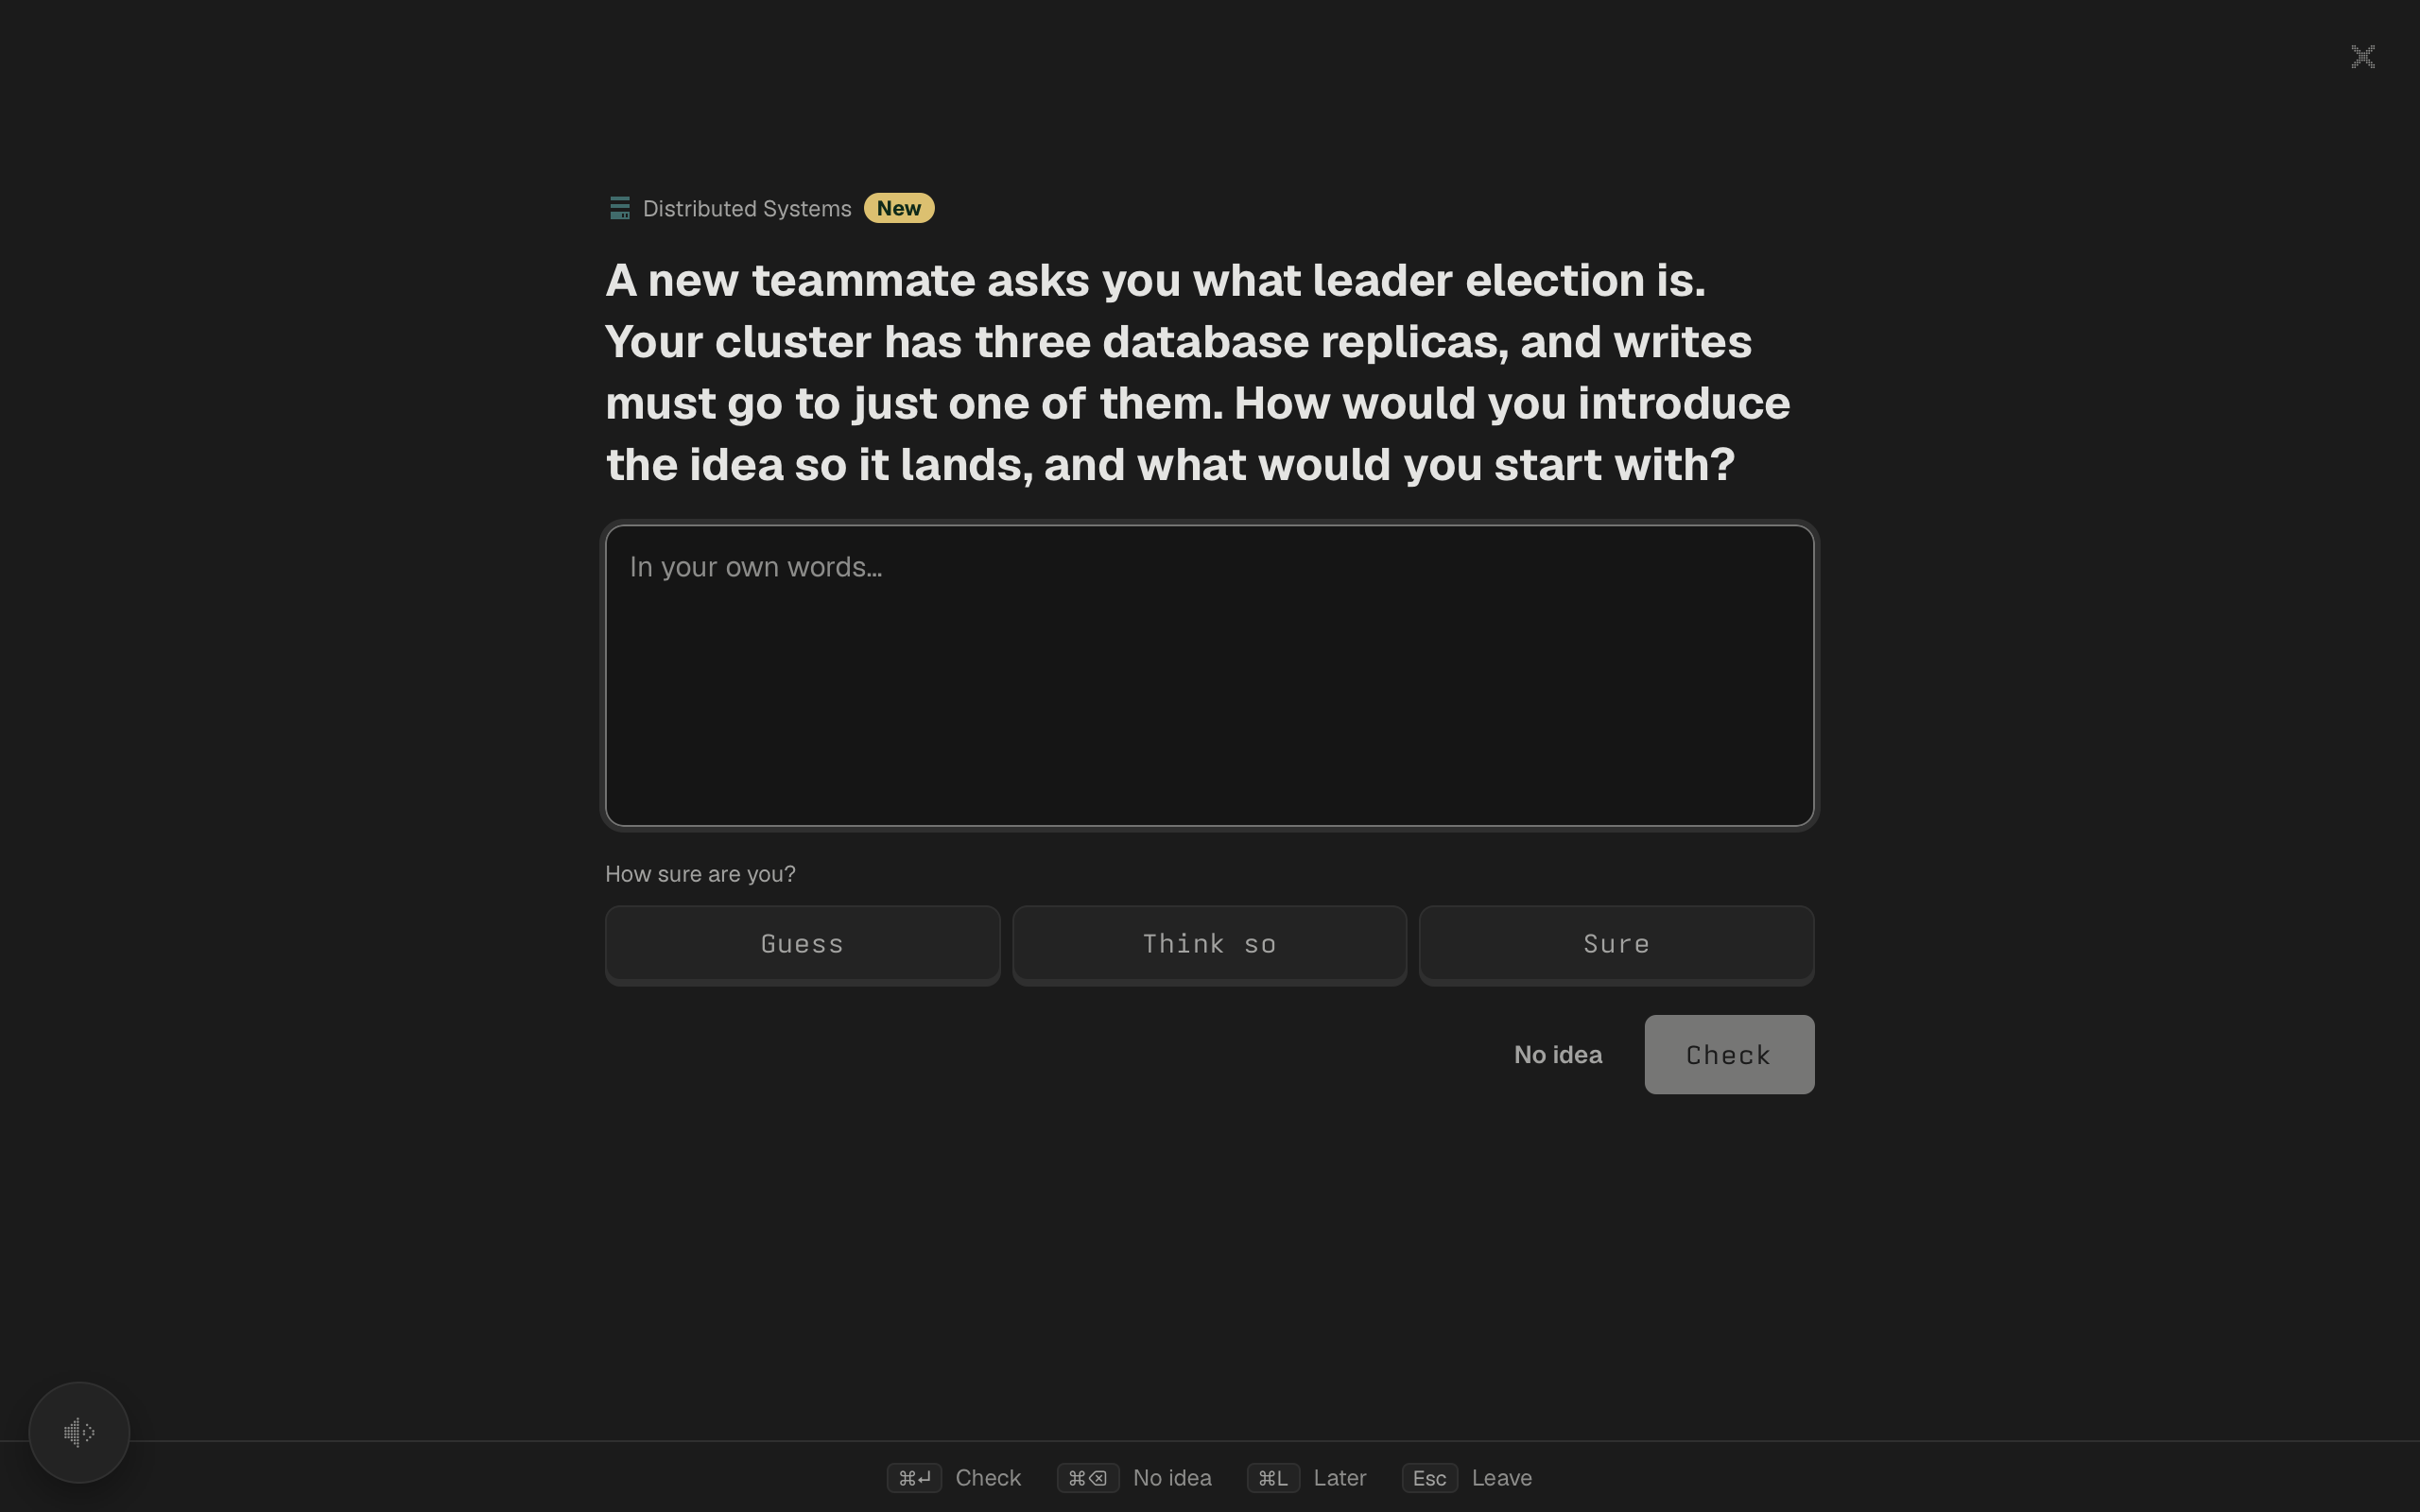 Distributed Systems New
A new teammate asks you what leader election is.
Your cluster has three database replicas, and writes
must go to just one of them. How would you introduce
the idea so it lands, and what would you start with?
In your own words…
How sure are you?
Guess Think so Sure
No idea Check
⌘↵ Check ⌘⌫ No idea ⌘L Later Esc Leave